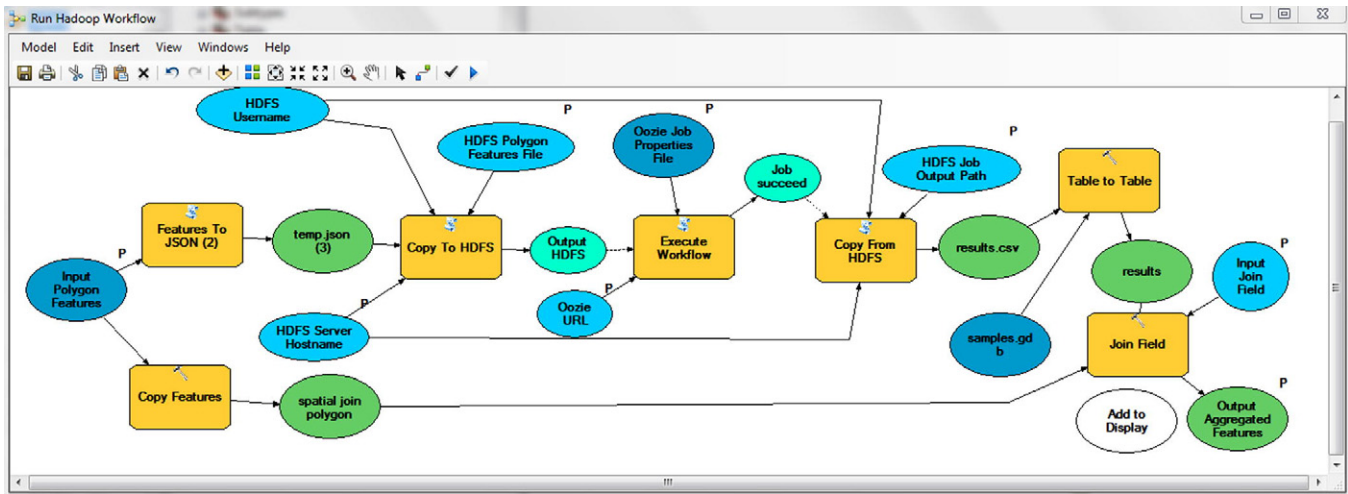 Run Hadoop Workflow
Model Edit Insert View Windows Help
HDFS
Username
P
P
HDFS Polygon
Features File
Oozie Job
Properties
File
Job
succeed
P
HDFS Job
Output Path
Table to Table
Features To
JSON (2)
temp.json
(3)
Copy To HDFS
Output
HDFS
Execute
Workflow
Copy From
HDFS
results.csv
results
P
Input
Join
Field
P
Input
Polygon
Features
P
HDFS Server
Hostname
P
Oozie
URL
samples.gd
b
Join Field
Copy Features
spatial join
polygon
Add to
Display
P
Output
Aggregated
Features